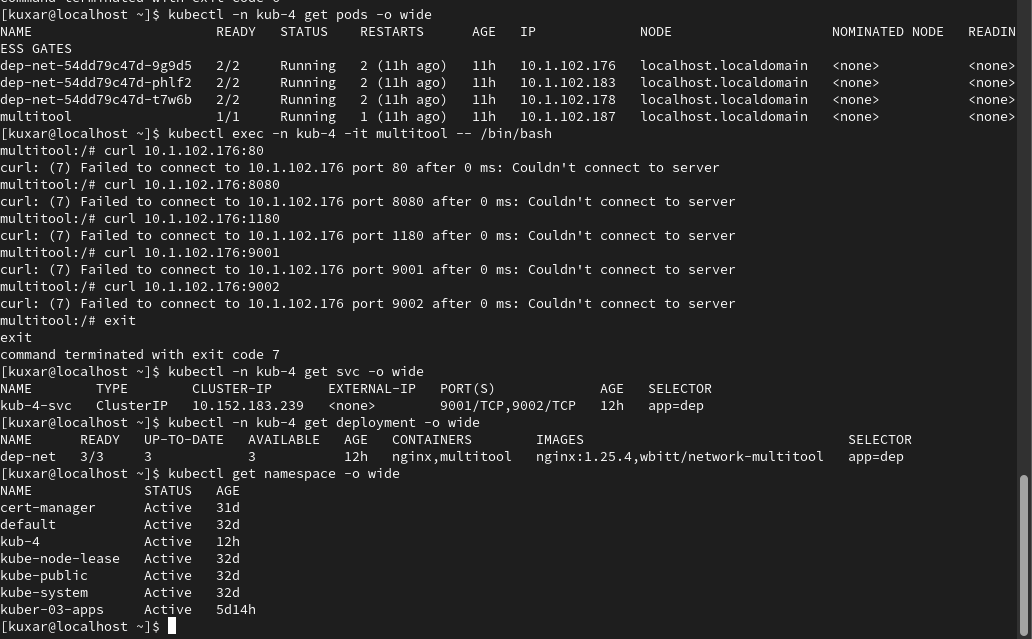 command terminated with exit code 6
[kuxar@localhost ~]$ kubectl -n kub-4 get pods -o wide
NAME                       READY   STATUS    RESTARTS      AGE   IP             NODE                    NOMINATED NODE   READIN
ESS GATES
dep-net-54dd79c47d-9g9d5   2/2     Running   2 (11h ago)   11h   10.1.102.176   localhost.localdomain   <none>           <none>
dep-net-54dd79c47d-phlf2   2/2     Running   2 (11h ago)   11h   10.1.102.183   localhost.localdomain   <none>           <none>
dep-net-54dd79c47d-t7w6b   2/2     Running   2 (11h ago)   11h   10.1.102.178   localhost.localdomain   <none>           <none>
multitool                  1/1     Running   1 (11h ago)   11h   10.1.102.187   localhost.localdomain   <none>           <none>
[kuxar@localhost ~]$ kubectl exec -n kub-4 -it multitool -- /bin/bash
multitool:/# curl 10.1.102.176:80
curl: (7) Failed to connect to 10.1.102.176 port 80 after 0 ms: Couldn't connect to server
multitool:/# curl 10.1.102.176:8080
curl: (7) Failed to connect to 10.1.102.176 port 8080 after 0 ms: Couldn't connect to server
multitool:/# curl 10.1.102.176:1180
curl: (7) Failed to connect to 10.1.102.176 port 1180 after 0 ms: Couldn't connect to server
multitool:/# curl 10.1.102.176:9001
curl: (7) Failed to connect to 10.1.102.176 port 9001 after 0 ms: Couldn't connect to server
multitool:/# curl 10.1.102.176:9002
curl: (7) Failed to connect to 10.1.102.176 port 9002 after 0 ms: Couldn't connect to server
multitool:/# exit
exit
command terminated with exit code 7
[kuxar@localhost ~]$ kubectl -n kub-4 get svc -o wide
NAME        TYPE        CLUSTER-IP       EXTERNAL-IP   PORT(S)             AGE   SELECTOR
kub-4-svc   ClusterIP   10.152.183.239   <none>        9001/TCP,9002/TCP   12h   app=dep
[kuxar@localhost ~]$ kubectl -n kub-4 get deployment -o wide
NAME      READY   UP-TO-DATE   AVAILABLE   AGE   CONTAINERS        IMAGES                                 SELECTOR
dep-net   3/3     3            3           12h   nginx,multitool   nginx:1.25.4,wbitt/network-multitool   app=dep
[kuxar@localhost ~]$ kubectl get namespace -o wide
NAME              STATUS   AGE
cert-manager      Active   31d
default           Active   32d
kub-4             Active   12h
kube-node-lease   Active   32d
kube-public       Active   32d
kube-system       Active   32d
kuber-03-apps     Active   5d14h
[kuxar@localhost ~]$